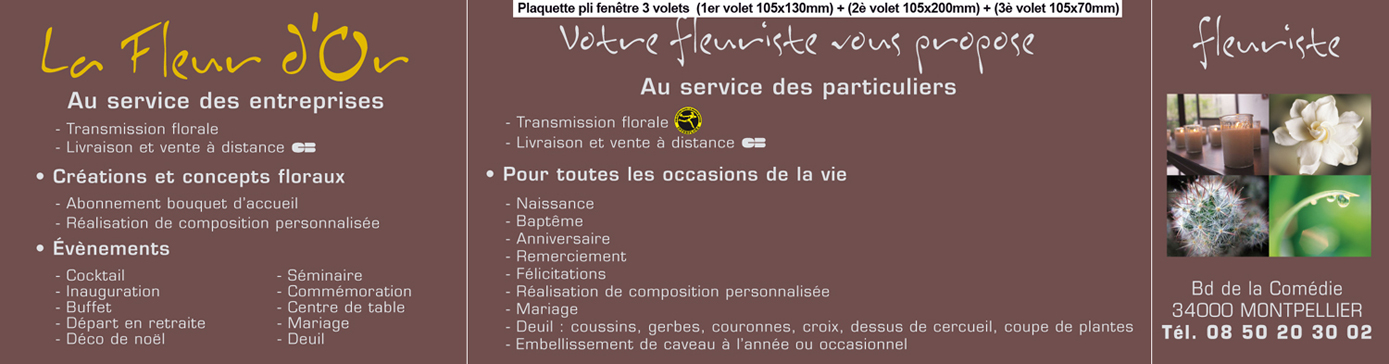 Plaquette pli fenêtre 3 volets (1er volet 105x130mm) + (2è volet 105x200mm) + (3è volet 105x70mm)
La Fleur d'Or
Au service des entreprises
- Transmission florale
- Livraison et vente à distance CB
• Créations et concepts floraux
- Abonnement bouquet d'accueil
- Réalisation de composition personnalisée
• Évènements
- Cocktail
- Inauguration
- Buffet
- Départ en retraite
- Déco de noël
- Séminaire
- Commémoration
- Centre de table
- Mariage
- Deuil
Votre fleuriste vous propose
Au service des particuliers
- Transmission florale
- Livraison et vente à distance CB
• Pour toutes les occasions de la vie
- Naissance
- Baptême
- Anniversaire
- Remerciement
- Félicitations
- Réalisation de composition personnalisée
- Mariage
- Deuil : coussins, gerbes, couronnes, croix, dessus de cercueil, coupe de plantes
- Embellissement de caveau à l'année ou occasionnel
fleuriste
Bd de la Comédie
34000 MONTPELLIER
Tél. 08 50 20 30 02